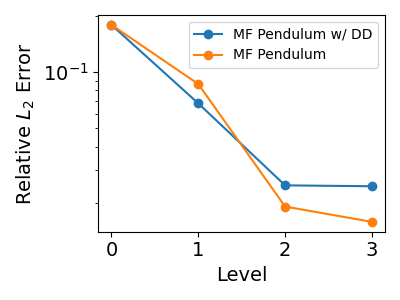 MF Pendulum w/ DD
MF Pendulum
10⁻¹
Relative L₂ Error
0 1 2 3
Level